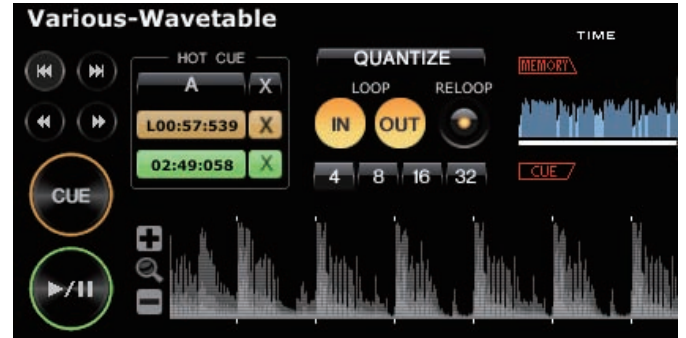 Various-Wavetable
TIME
HOT CUE
QUANTIZE
MEMORY
A X
LOOP RELOOP
L00:57:539 X
IN OUT
02:49:058 X
4 8 16 32
CUE
CUE